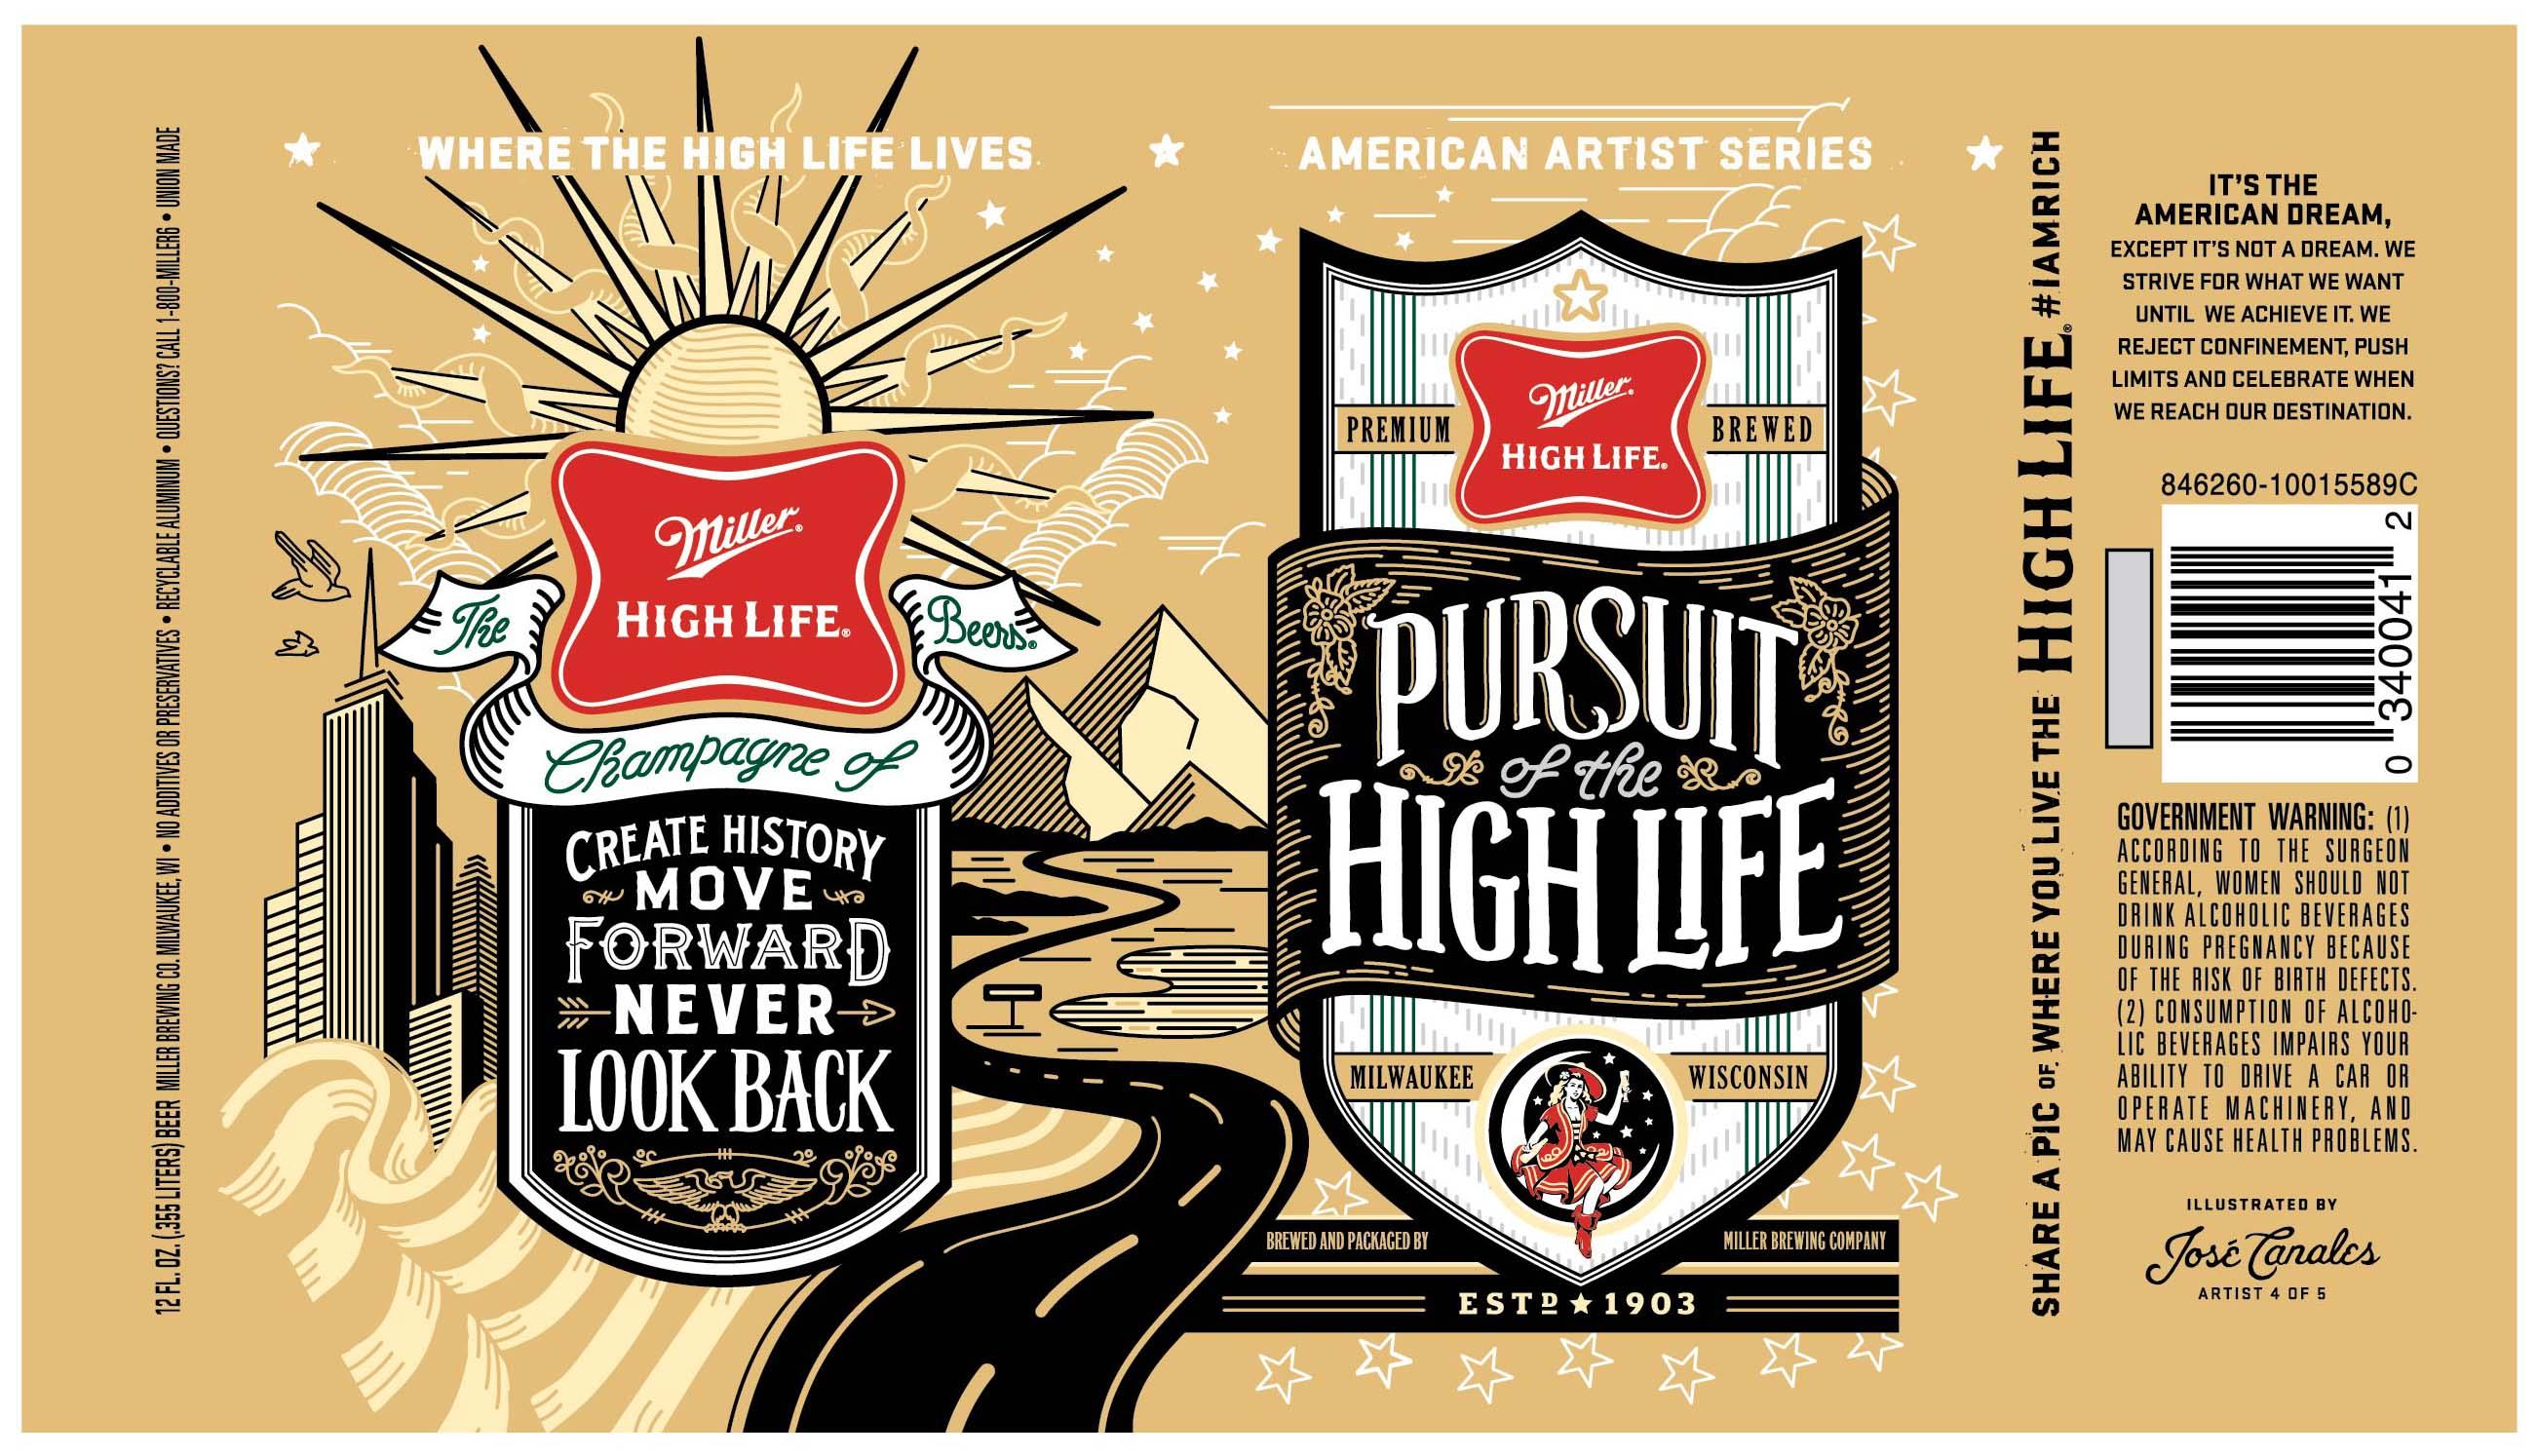 12 FL. OZ. (.355 LITERS) BEER MILLER BREWING CO. MILWAUKEE, WI • NO ADDITIVES OR PRESERVATIVES • RECYCLABLE ALUMINUM • QUESTIONS? CALL 1-800-MILLER6 • UNION MADE
WHERE THE HIGH LIFE LIVES
Miller®
HIGH LIFE®
The
Beers®
Champagne of
CREATE HISTORY
MOVE
FORWARD
NEVER
LOOK BACK
AMERICAN ARTIST SERIES
Miller®
HIGH LIFE®
PREMIUM
BREWED
PURSUIT
of the
HIGH LIFE
MILWAUKEE
WISCONSIN
BREWED AND PACKAGED BY
MILLER BREWING COMPANY
ESTD ★ 1903
SHARE A PIC OF WHERE YOU LIVE THE HIGH LIFE® #IAMRICH
IT'S THE
AMERICAN DREAM,
EXCEPT IT'S NOT A DREAM. WE
STRIVE FOR WHAT WE WANT
UNTIL WE ACHIEVE IT. WE
REJECT CONFINEMENT, PUSH
LIMITS AND CELEBRATE WHEN
WE REACH OUR DESTINATION.
846260-10015589C
0 3400041 2
GOVERNMENT WARNING: (1)
ACCORDING TO THE SURGEON
GENERAL, WOMEN SHOULD NOT
DRINK ALCOHOLIC BEVERAGES
DURING PREGNANCY BECAUSE
OF THE RISK OF BIRTH DEFECTS.
(2) CONSUMPTION OF ALCOHO-
LIC BEVERAGES IMPAIRS YOUR
ABILITY TO DRIVE A CAR OR
OPERATE MACHINERY, AND
MAY CAUSE HEALTH PROBLEMS.
ILLUSTRATED BY
José Canales
ARTIST 4 OF 5